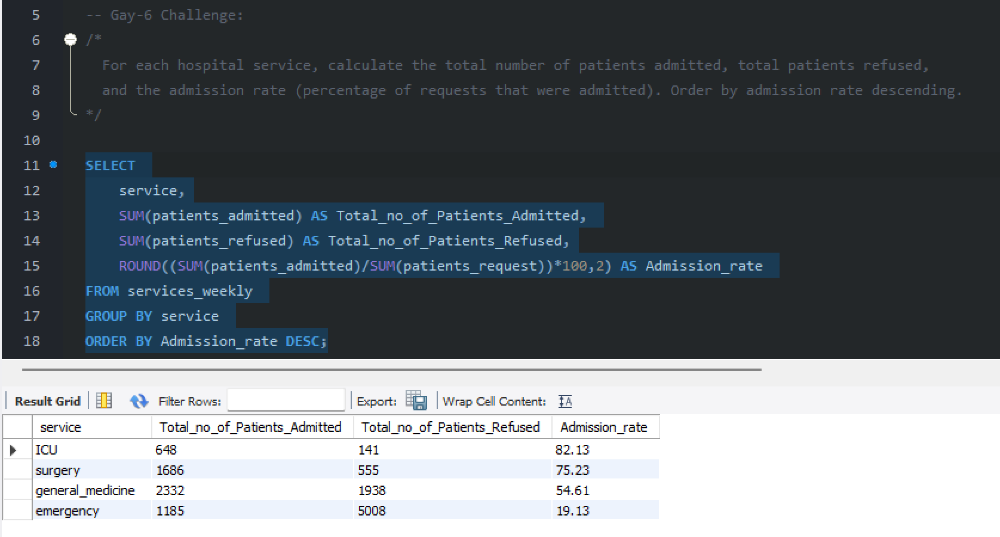 5 -- Gay-6 Challenge:
6 /*
7 For each hospital service, calculate the total number of patients admitted, total patients refused,
8 and the admission rate (percentage of requests that were admitted). Order by admission rate descending.
9 */
10
11 SELECT
12 service,
13 SUM(patients_admitted) AS Total_no_of_Patients_Admitted,
14 SUM(patients_refused) AS Total_no_of_Patients_Refused,
15 ROUND((SUM(patients_admitted)/SUM(patients_request))*100,2) AS Admission_rate
16 FROM services_weekly
17 GROUP BY service
18 ORDER BY Admission_rate DESC;
Result Grid Filter Rows: Export: Wrap Cell Content: IA
service Total_no_of_Patients_Admitted Total_no_of_Patients_Refused Admission_rate
ICU 648 141 82.13
surgery 1686 555 75.23
general_medicine 2332 1938 54.61
emergency 1185 5008 19.13